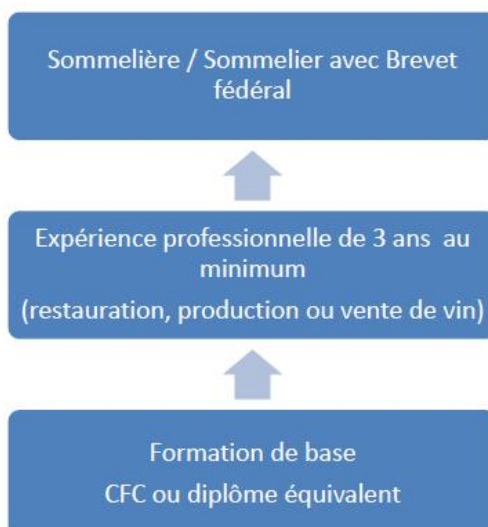 Sommelière / Sommelier avec Brevet
fédéral
Expérience professionnelle de 3 ans au
minimum
(restauration, production ou vente de vin)
Formation de base
CFC ou diplôme équivalent